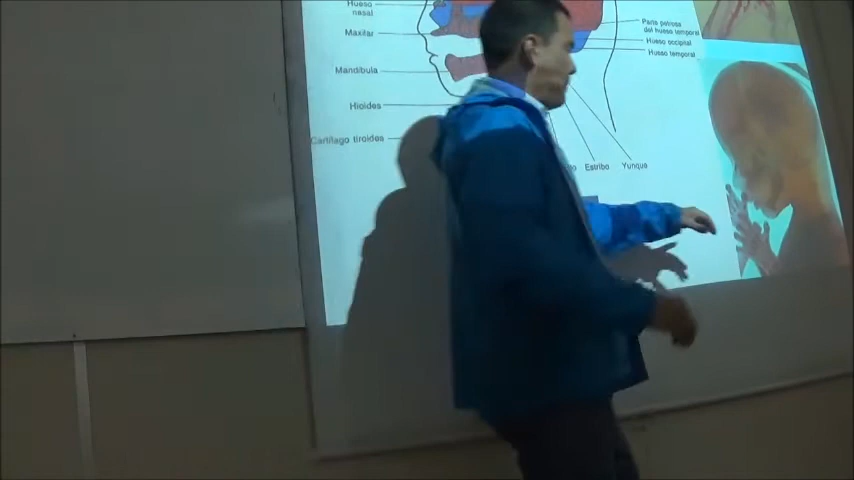 Hueso
nasal
Maxilar
Mandíbula
Hioides
Cartílago tiroides
Parte petrosa
del hueso temporal
Hueso occipital
Hueso temporal
Estribo
Yunque